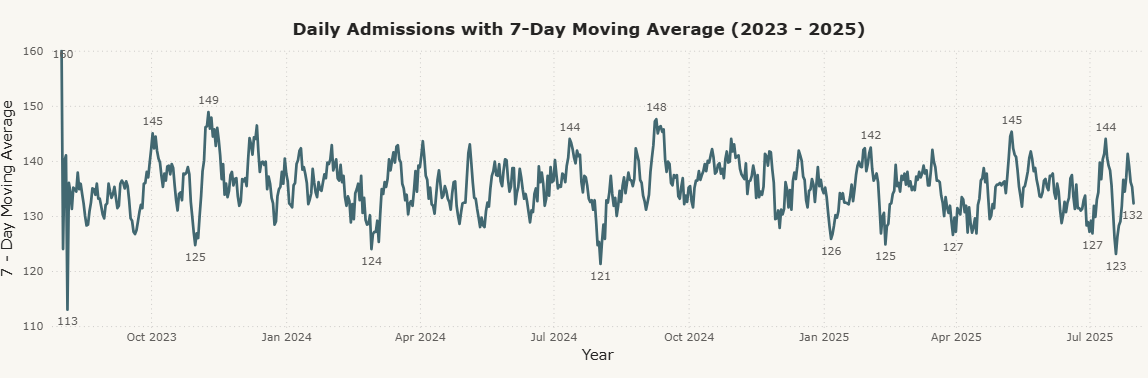 Daily Admissions with 7-Day Moving Average (2023 - 2025)
7 - Day Moving Average
160
150
140
130
120
110
160
113
145
149
125
124
144
121
148
142
126
125
127
145
144
127
123
132
Oct 2023
Jan 2024
Apr 2024
Jul 2024
Oct 2024
Jan 2025
Apr 2025
Jul 2025
Year